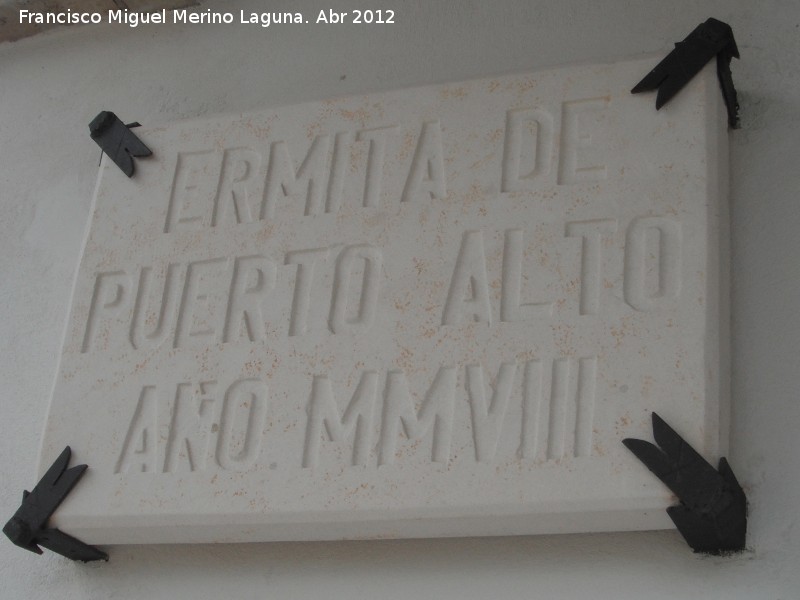 Francisco Miguel Merino Laguna. Abr 2012
ERMITA DE
PUERTO ALTO
AÑO MMVIII